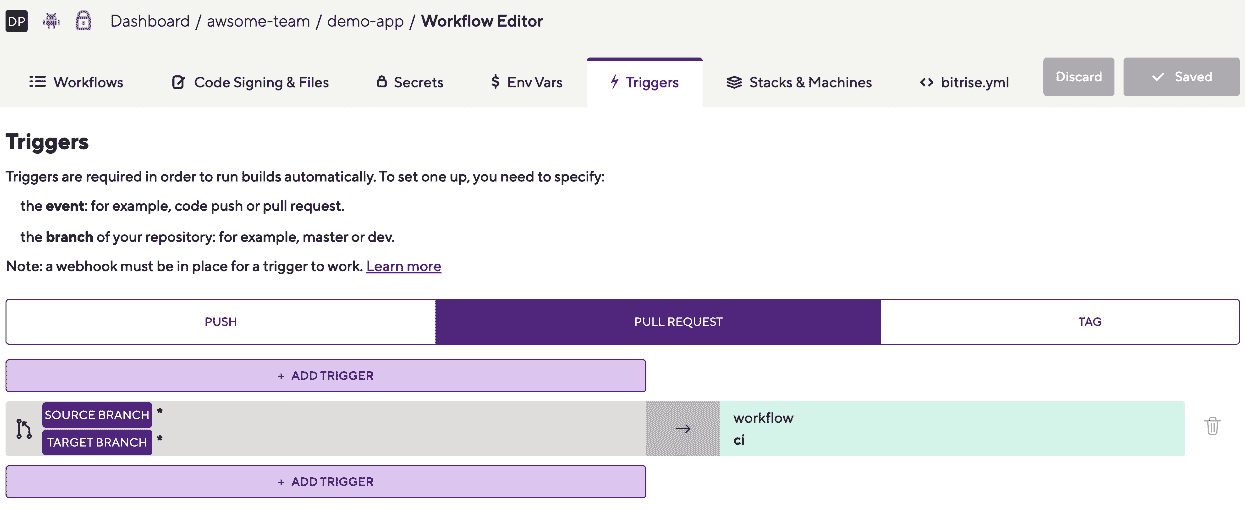 DP Dashboard / awsome-team / demo-app / Workflow Editor
Workflows Code Signing & Files Secrets $ Env Vars Triggers Stacks & Machines <> bitrise.yml Discard Saved
Triggers
Triggers are required in order to run builds automatically. To set one up, you need to specify:
the event: for example, code push or pull request.
the branch of your repository: for example, master or dev.
Note: a webhook must be in place for a trigger to work. Learn more
PUSH PULL REQUEST TAG
+ ADD TRIGGER
SOURCE BRANCH *
TARGET BRANCH *
→
workflow
ci
+ ADD TRIGGER